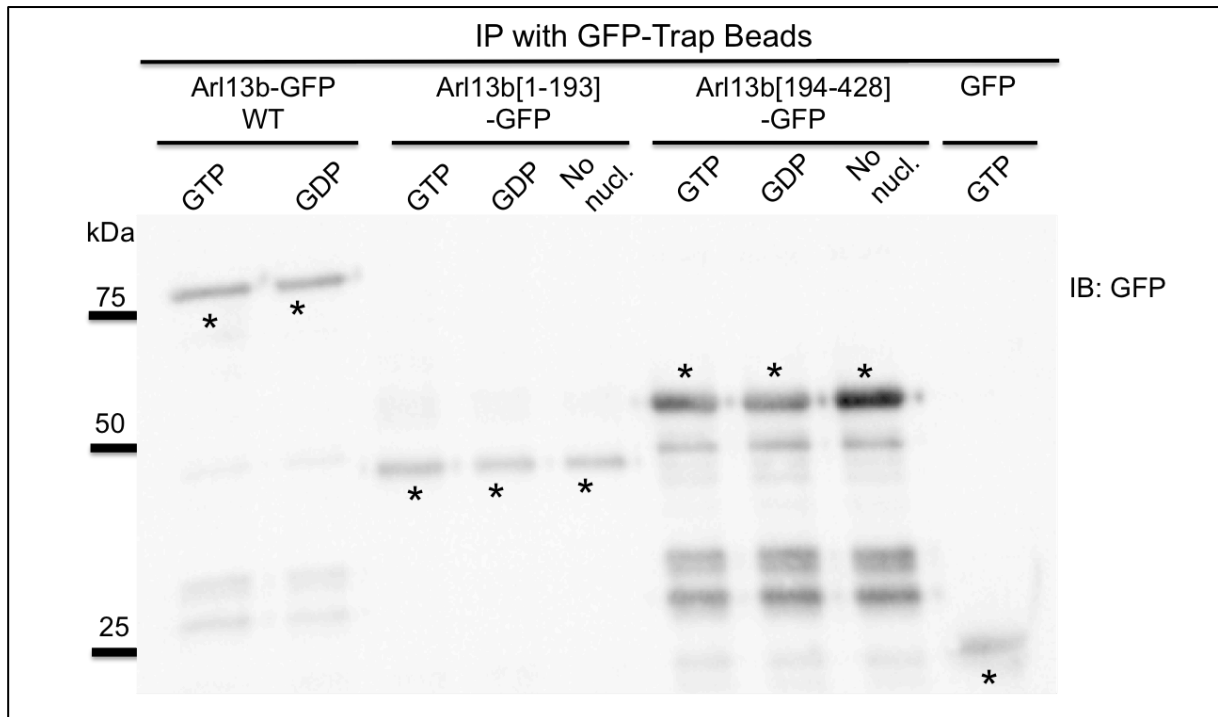 IP with GFP-Trap Beads
Arl13b-GFP
WT
Arl13b[1-193]
-GFP
Arl13b[194-428]
-GFP
GFP
GTP
GDP
GTP
GDP
No
nucl.
GTP
GDP
No
nucl.
GTP
kDa
75
50
25
IB: GFP
* *
* * *
* * *
*